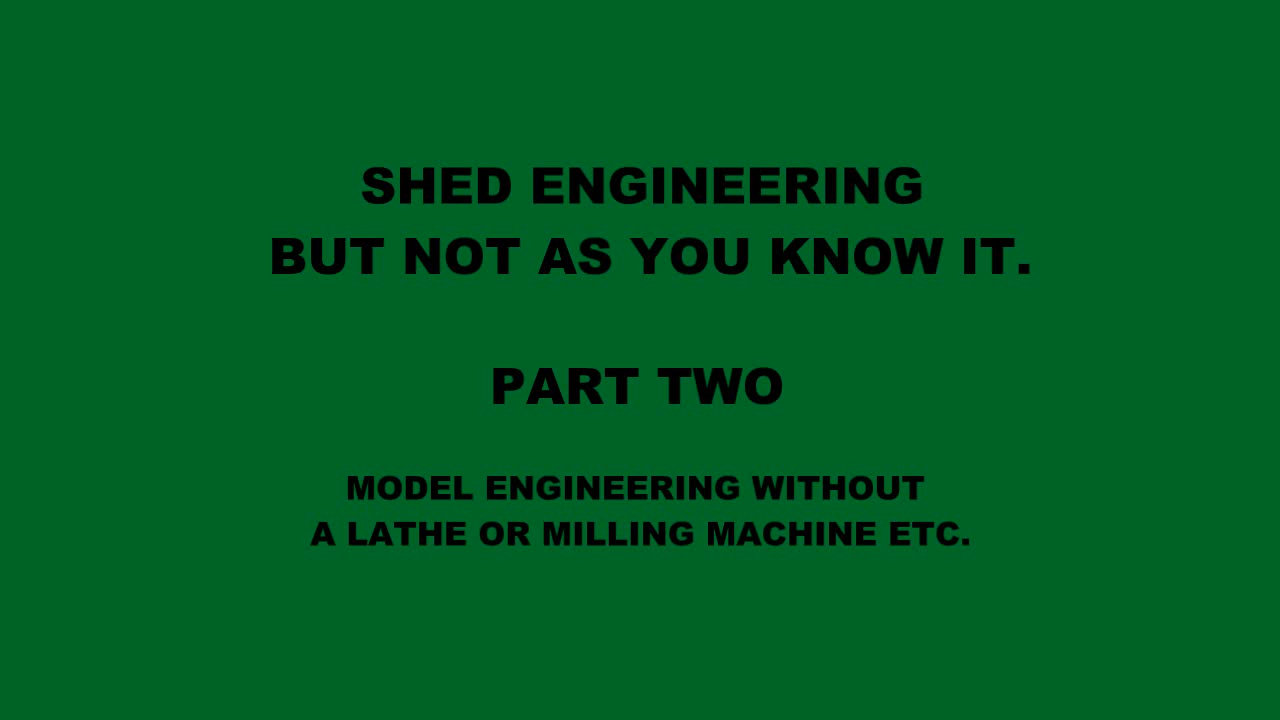 SHED ENGINEERING
BUT NOT AS YOU KNOW IT.
PART TWO
MODEL ENGINEERING WITHOUT
A LATHE OR MILLING MACHINE ETC.